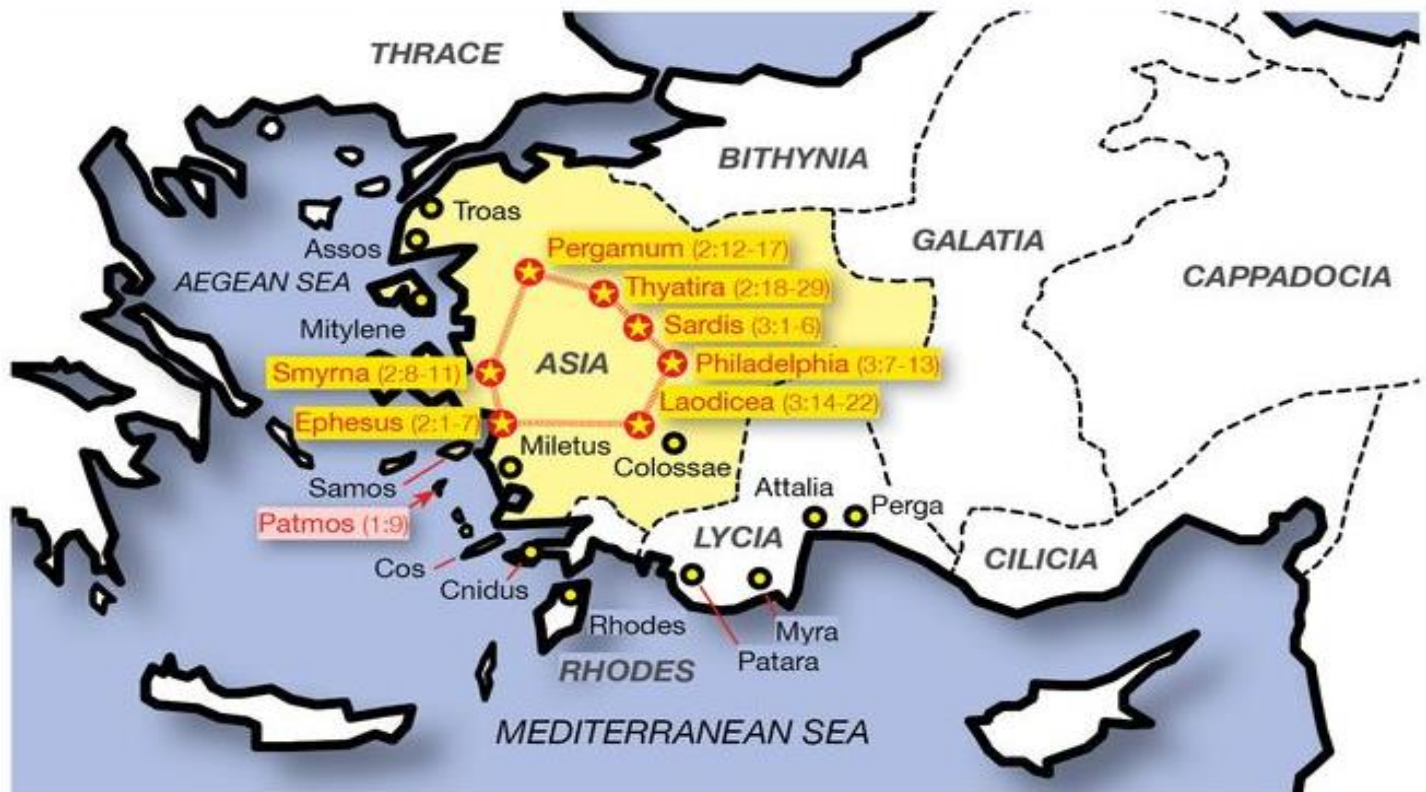 THRACE
BITHYNIA
Troas
GALATIA
Assos
Pergamum (2:12-17)
CAPPADOCIA
AEGEAN SEA
Thyatira (2:18-29)
Mitylene
Sardis (3:1-6)
ASIA
Philadelphia (3:7-13)
Smyrna (2:8-11)
Laodicea (3:14-22)
Ephesus (2:1-7)
Miletus
Colossae
Samos
Attalia
Perga
Patmos (1:9)
LYCIA
CILICIA
Cos
Cnidus
Rhodes
Myra
Patara
RHODES
MEDITERRANEAN SEA